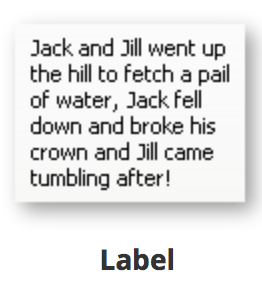 Jack and Jill went up
the hill to fetch a pail
of water, Jack fell
down and broke his
crown and Jill came
tumbling after!
Label